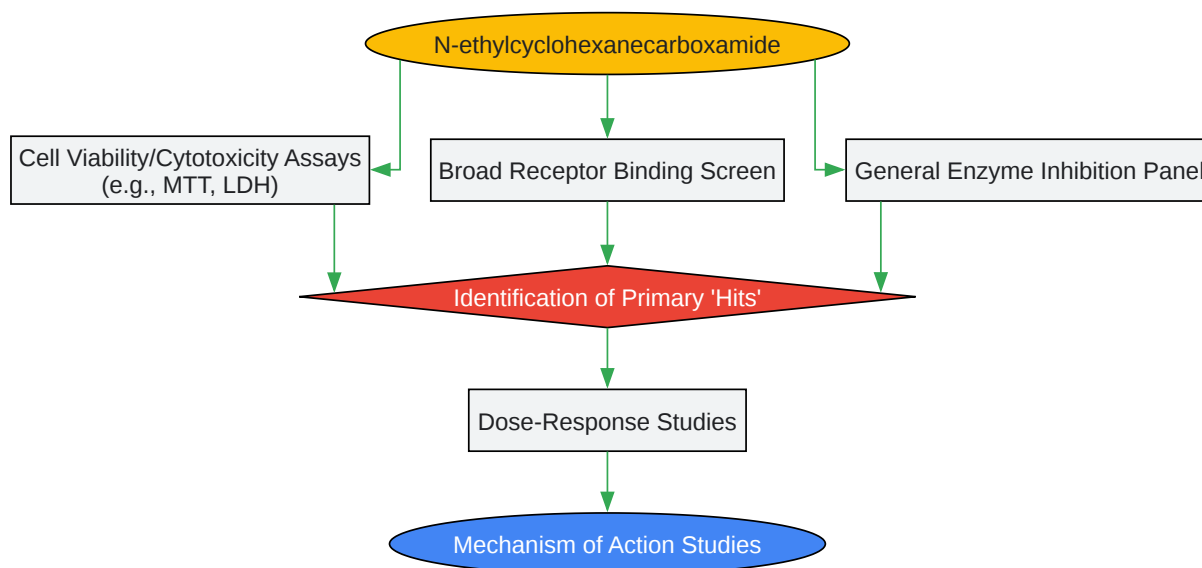 N-ethylcyclohexanecarboxamide
Cell Viability/Cytotoxicity Assays
(e.g., MTT, LDH)
Broad Receptor Binding Screen
General Enzyme Inhibition Panel
Identification of Primary 'Hits'
Dose-Response Studies
Mechanism of Action Studies